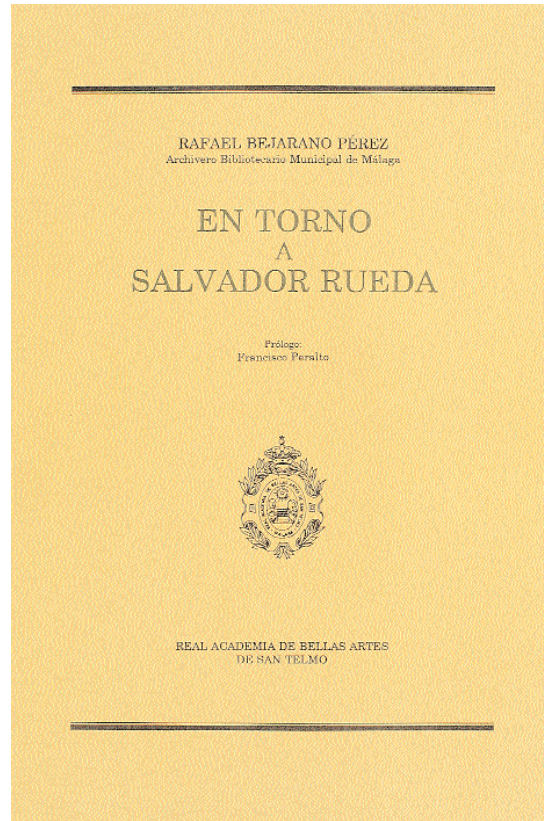 RAFAEL BEJARANO PÉREZ
Archivero Bibliotecario Municipal de Málaga
EN TORNO
A
SALVADOR RUEDA
Prólogo:
Francisco Peralto
REAL ACADEMIA DE BELLAS ARTES
DE SAN TELMO